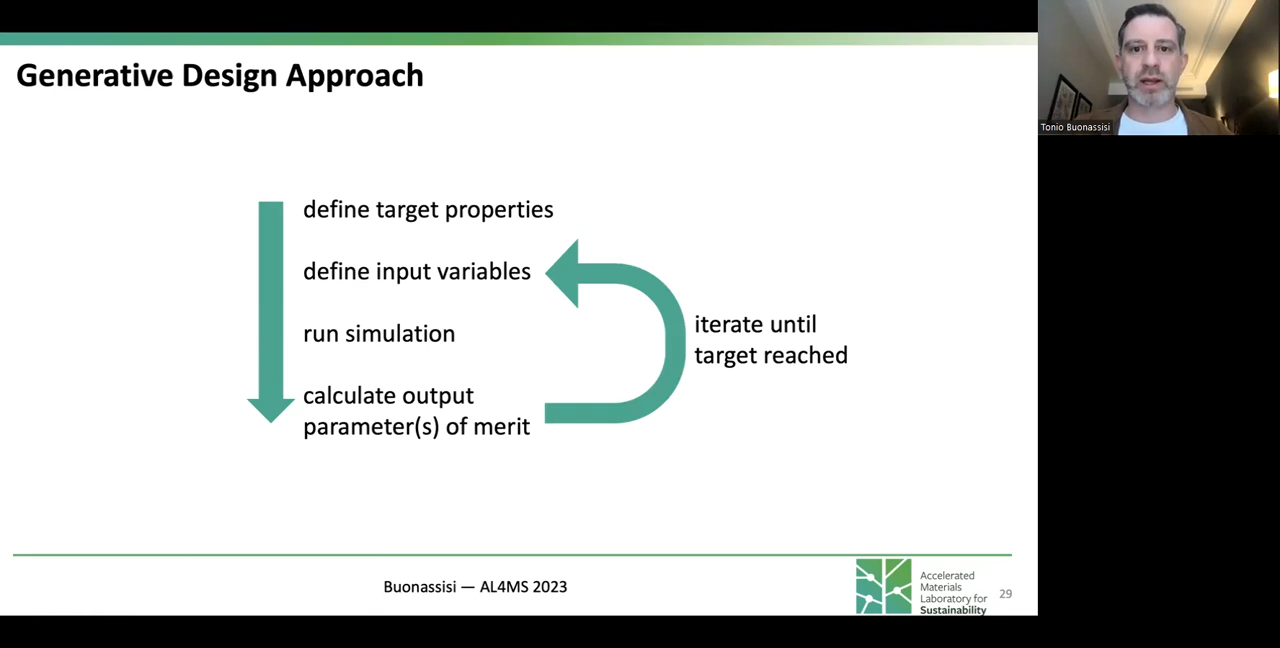 Generative Design Approach
define target properties
define input variables
run simulation
calculate output
parameter(s) of merit
iterate until
target reached
Buonassisi — AL4MS 2023
Accelerated
Materials
Laboratory for
Sustainability
29
Tonio Buonassisi